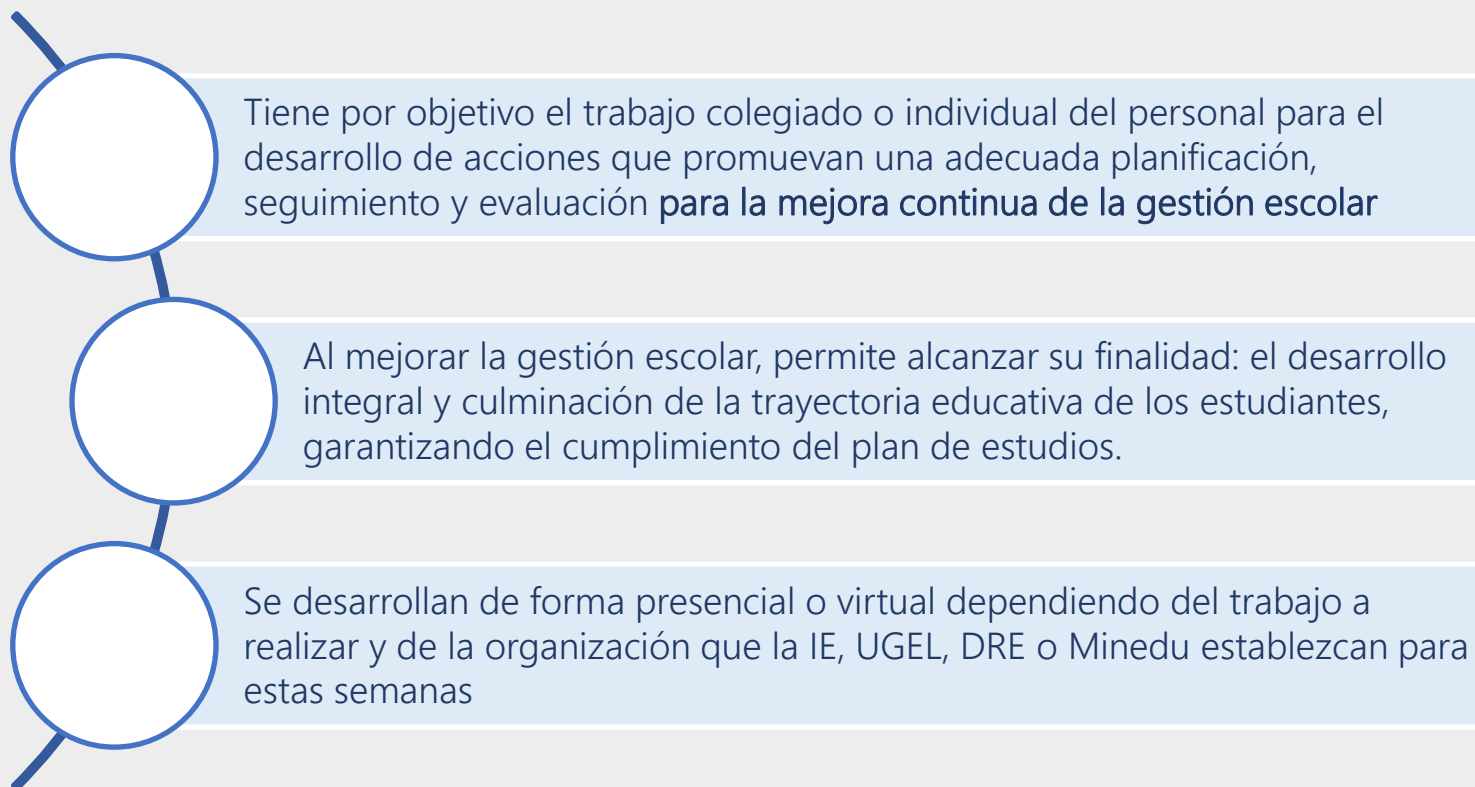 Tiene por objetivo el trabajo colegiado o individual del personal para el
desarrollo de acciones que promuevan una adecuada planificación,
seguimiento y evaluación para la mejora continua de la gestión escolar
Al mejorar la gestión escolar, permite alcanzar su finalidad: el desarrollo
integral y culminación de la trayectoria educativa de los estudiantes,
garantizando el cumplimiento del plan de estudios.
Se desarrollan de forma presencial o virtual dependiendo del trabajo a
realizar y de la organización que la IE, UGEL, DRE o Minedu establezcan para
estas semanas